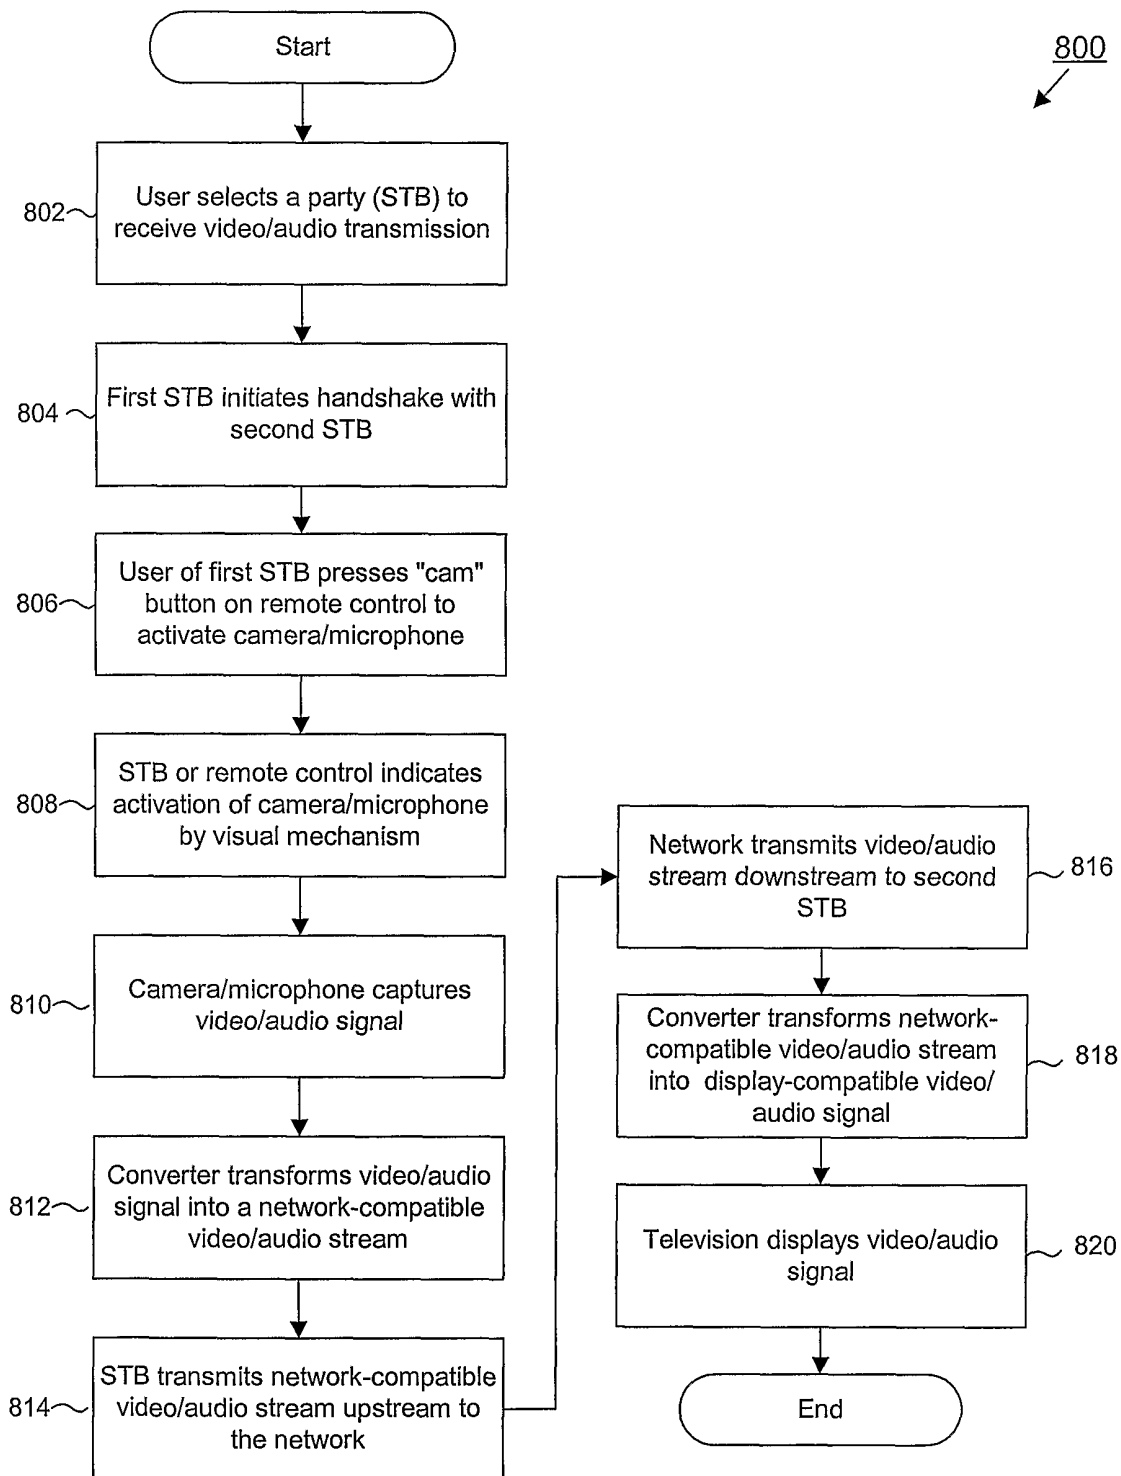 Start
800
802
User selects a party (STB) to
receive video/audio transmission
804
First STB initiates handshake with
second STB
806
User of first STB presses "cam"
button on remote control to
activate camera/microphone
808
STB or remote control indicates
activation of camera/microphone
by visual mechanism
810
Camera/microphone captures
video/audio signal
812
Converter transforms video/audio
signal into a network-compatible
video/audio stream
814
STB transmits network-compatible
video/audio stream upstream to
the network
Network transmits video/audio
stream downstream to second
STB
816
Converter transforms network-
compatible video/audio stream
into display-compatible video/
audio signal
818
Television displays video/audio
signal
820
End